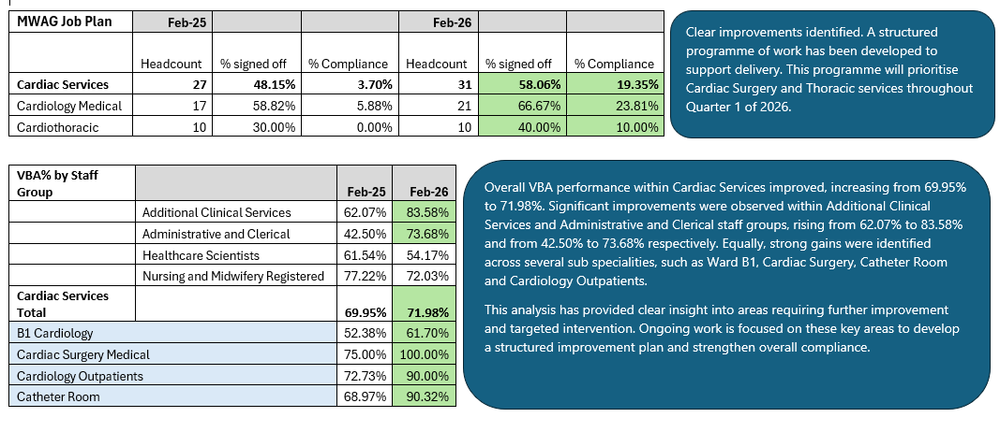 MWAG Job Plan Feb-25 Feb-26
Headcount % signed off % Compliance Headcount % signed off % Compliance
Cardiac Services 27 48.15% 3.70% 31 58.06% 19.35%
Cardiology Medical 17 58.82% 5.88% 21 66.67% 23.81%
Cardiothoracic 10 30.00% 0.00% 10 40.00% 10.00%
Clear improvements identified. A structured
programme of work has been developed to
support delivery. This programme will prioritise
Cardiac Surgery and Thoracic services throughout
Quarter 1 of 2026.
VBA% by Staff
Group Feb-25 Feb-26
Additional Clinical Services 62.07% 83.58%
Administrative and Clerical 42.50% 73.68%
Healthcare Scientists 61.54% 54.17%
Nursing and Midwifery Registered 77.22% 72.03%
Cardiac Services
Total 69.95% 71.98%
B1 Cardiology 52.38% 61.70%
Cardiac Surgery Medical 75.00% 100.00%
Cardiology Outpatients 72.73% 90.00%
Catheter Room 68.97% 90.32%
Overall VBA performance within Cardiac Services improved, increasing from 69.95%
to 71.98%. Significant improvements were observed within Additional Clinical
Services and Administrative and Clerical staff groups, rising from 62.07% to 83.58%
and from 42.50% to 73.68% respectively. Equally, strong gains were identified
across several sub specialities, such as Ward B1, Cardiac Surgery, Catheter Room
and Cardiology Outpatients.
This analysis has provided clear insight into areas requiring further improvement
and targeted intervention. Ongoing work is focused on these key areas to develop
a structured improvement plan and strengthen overall compliance.